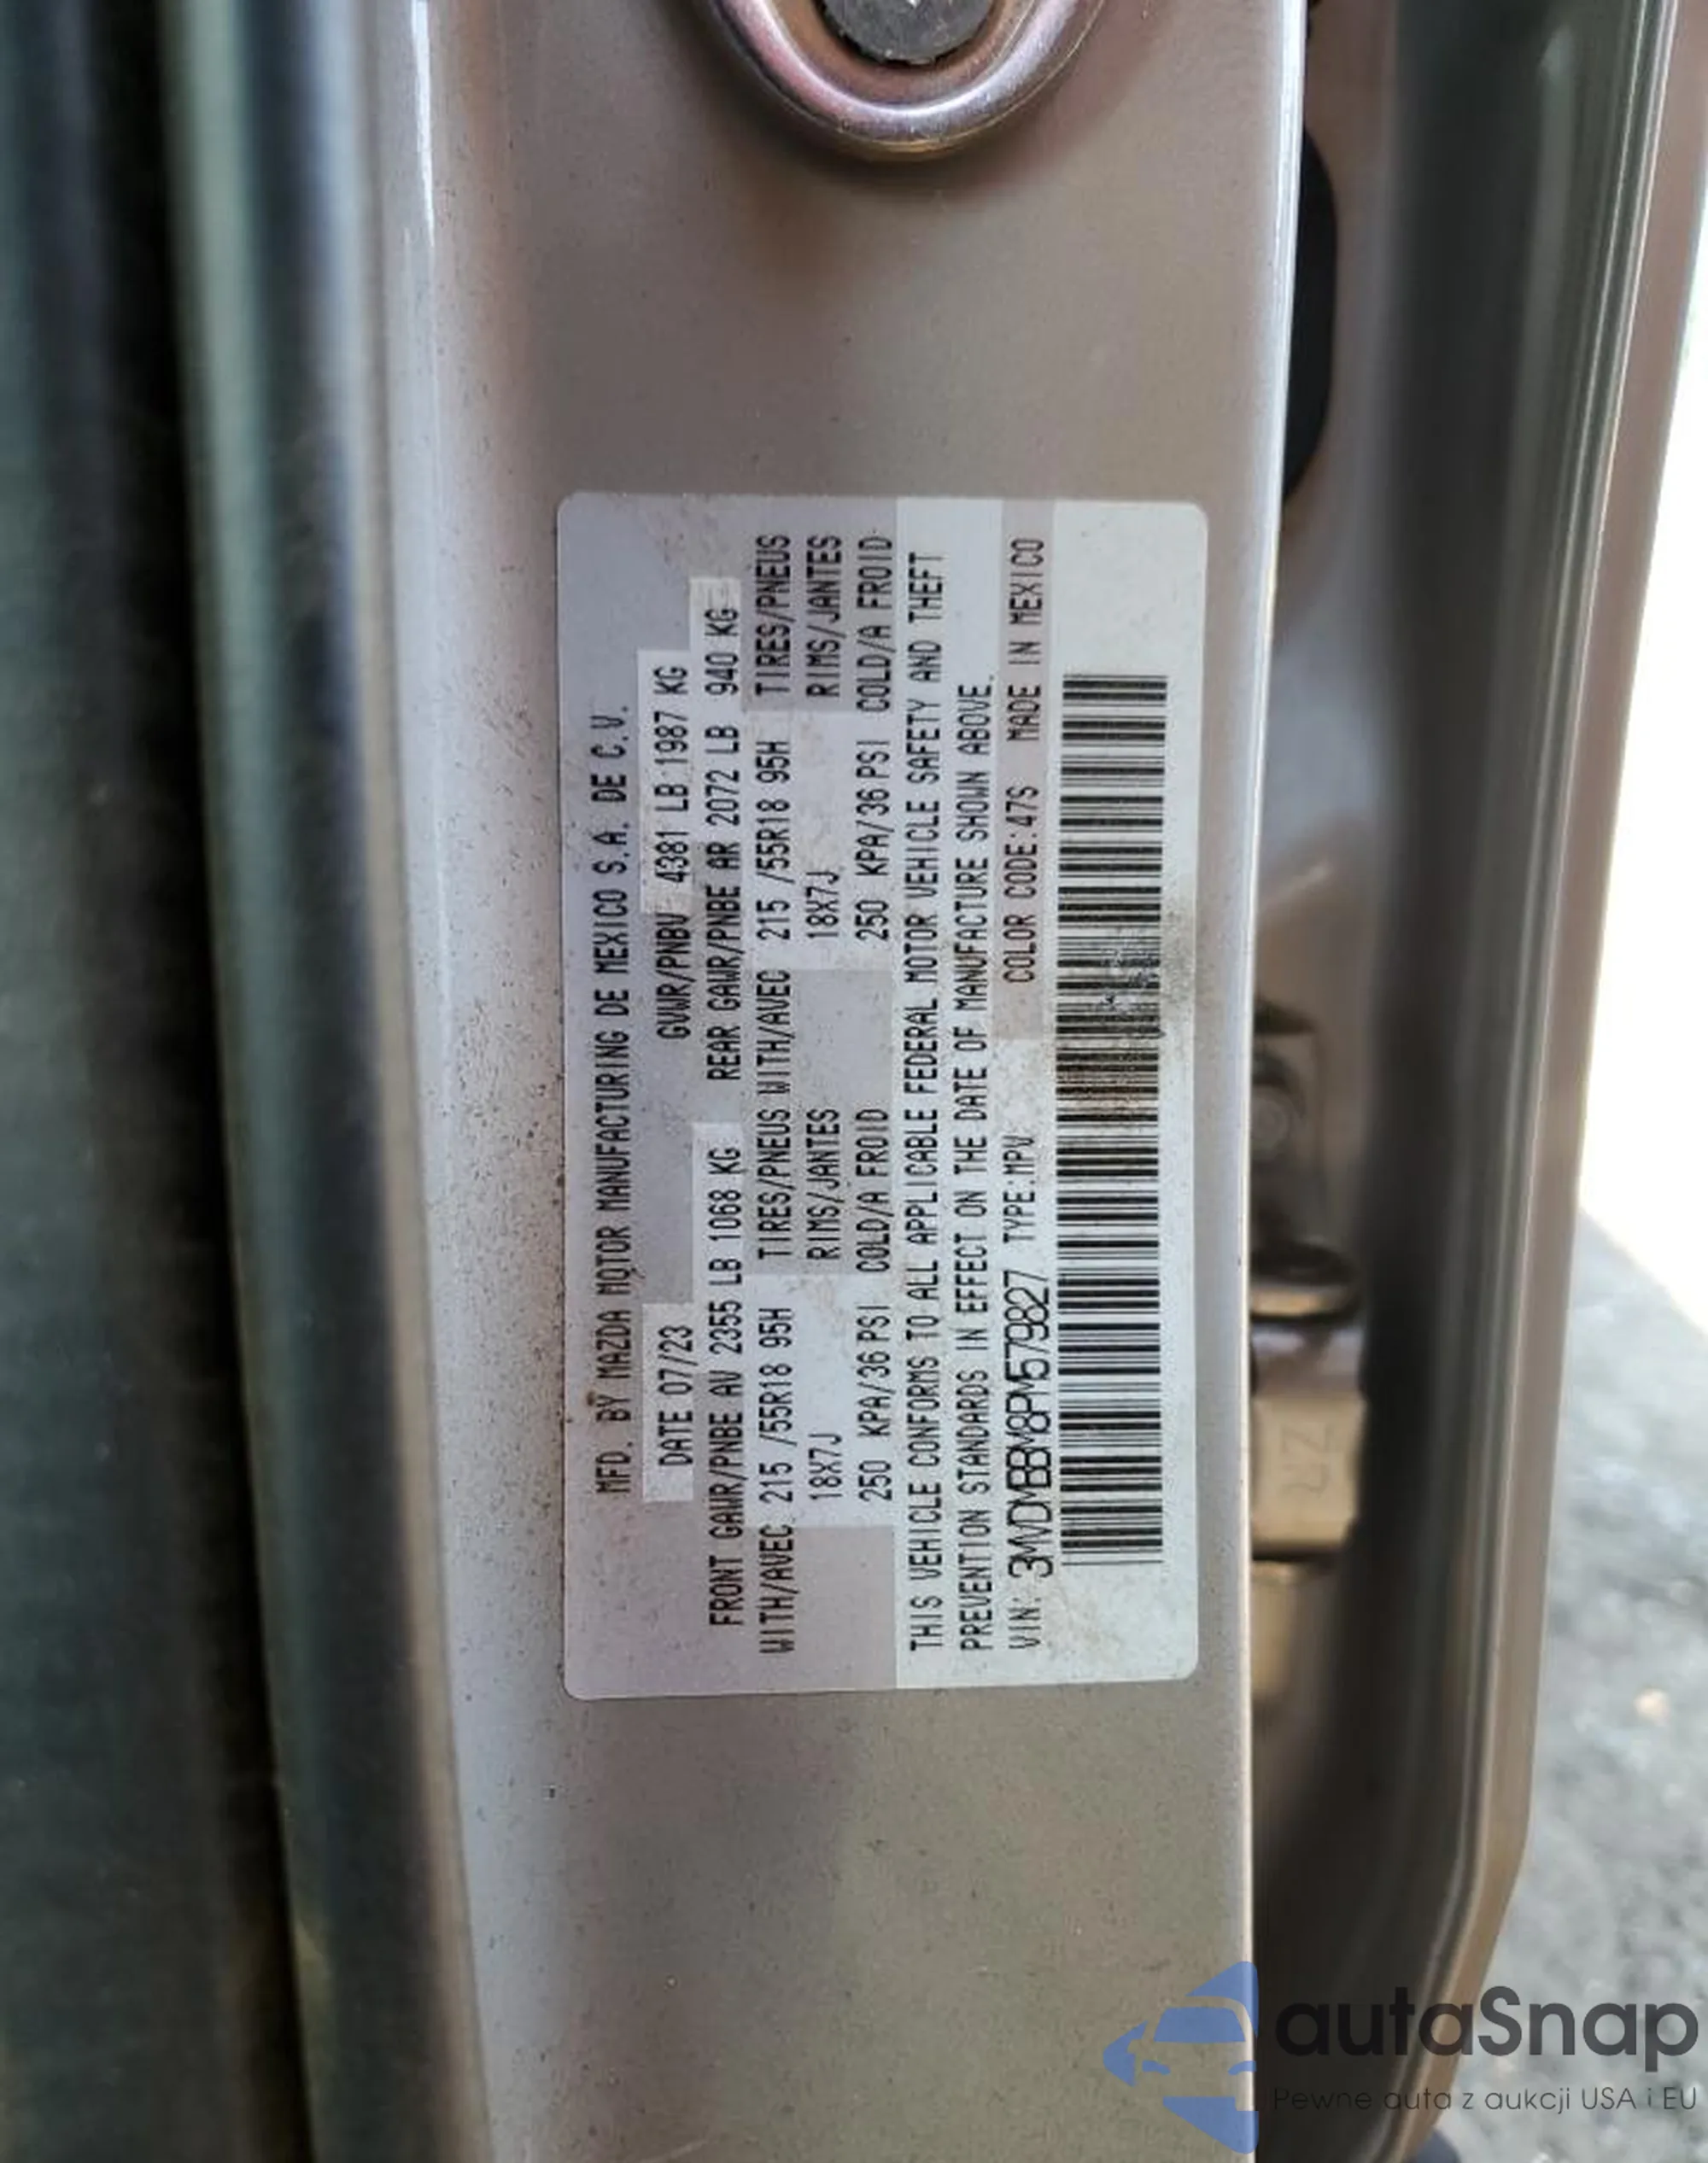 MFD. BY MAZDA MOTOR MANUFACTURING DE MEXICO S.A. DE C.V.
DATE 07/23 GVWR/PNBV 4381 LB 1987 KG
FRONT GAWR/PNBE AV 2355 LB 1068 KG REAR GAWR/PNBE AR 2072 LB 940 KG
WITH/AVEC 215 /55R18 95H TIRES/PNEUS WITH/AVEC 215 /55R18 95H TIRES/PNEUS
18X7J RIMS/JANTES 18X7J RIMS/JANTES
250 KPA/36 PSI COLD/A FROID 250 KPA/36 PSI COLD/A FROID
THIS VEHICLE CONFORMS TO ALL APPLICABLE FEDERAL MOTOR VEHICLE SAFETY AND THEFT
PREVENTION STANDARDS IN EFFECT ON THE DATE OF MANUFACTURE SHOWN ABOVE.
VIN: 3MVDMBBM8PM579827 TYPE:MPV COLOR CODE:47S MADE IN MEXICO
autaSnap
Pewne auta z aukcji USA i EU